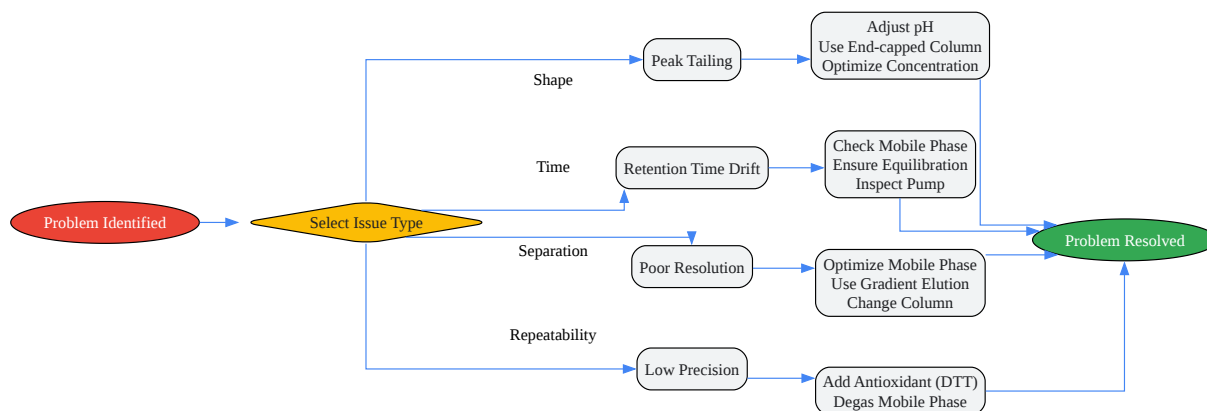 Problem Identified
Select Issue Type
Shape
Peak Tailing
Adjust pH
Use End-capped Column
Optimize Concentration
Time
Retention Time Drift
Check Mobile Phase
Ensure Equilibration
Inspect Pump
Separation
Poor Resolution
Optimize Mobile Phase
Use Gradient Elution
Change Column
Repeatability
Low Precision
Add Antioxidant (DTT)
Degas Mobile Phase
Problem Resolved